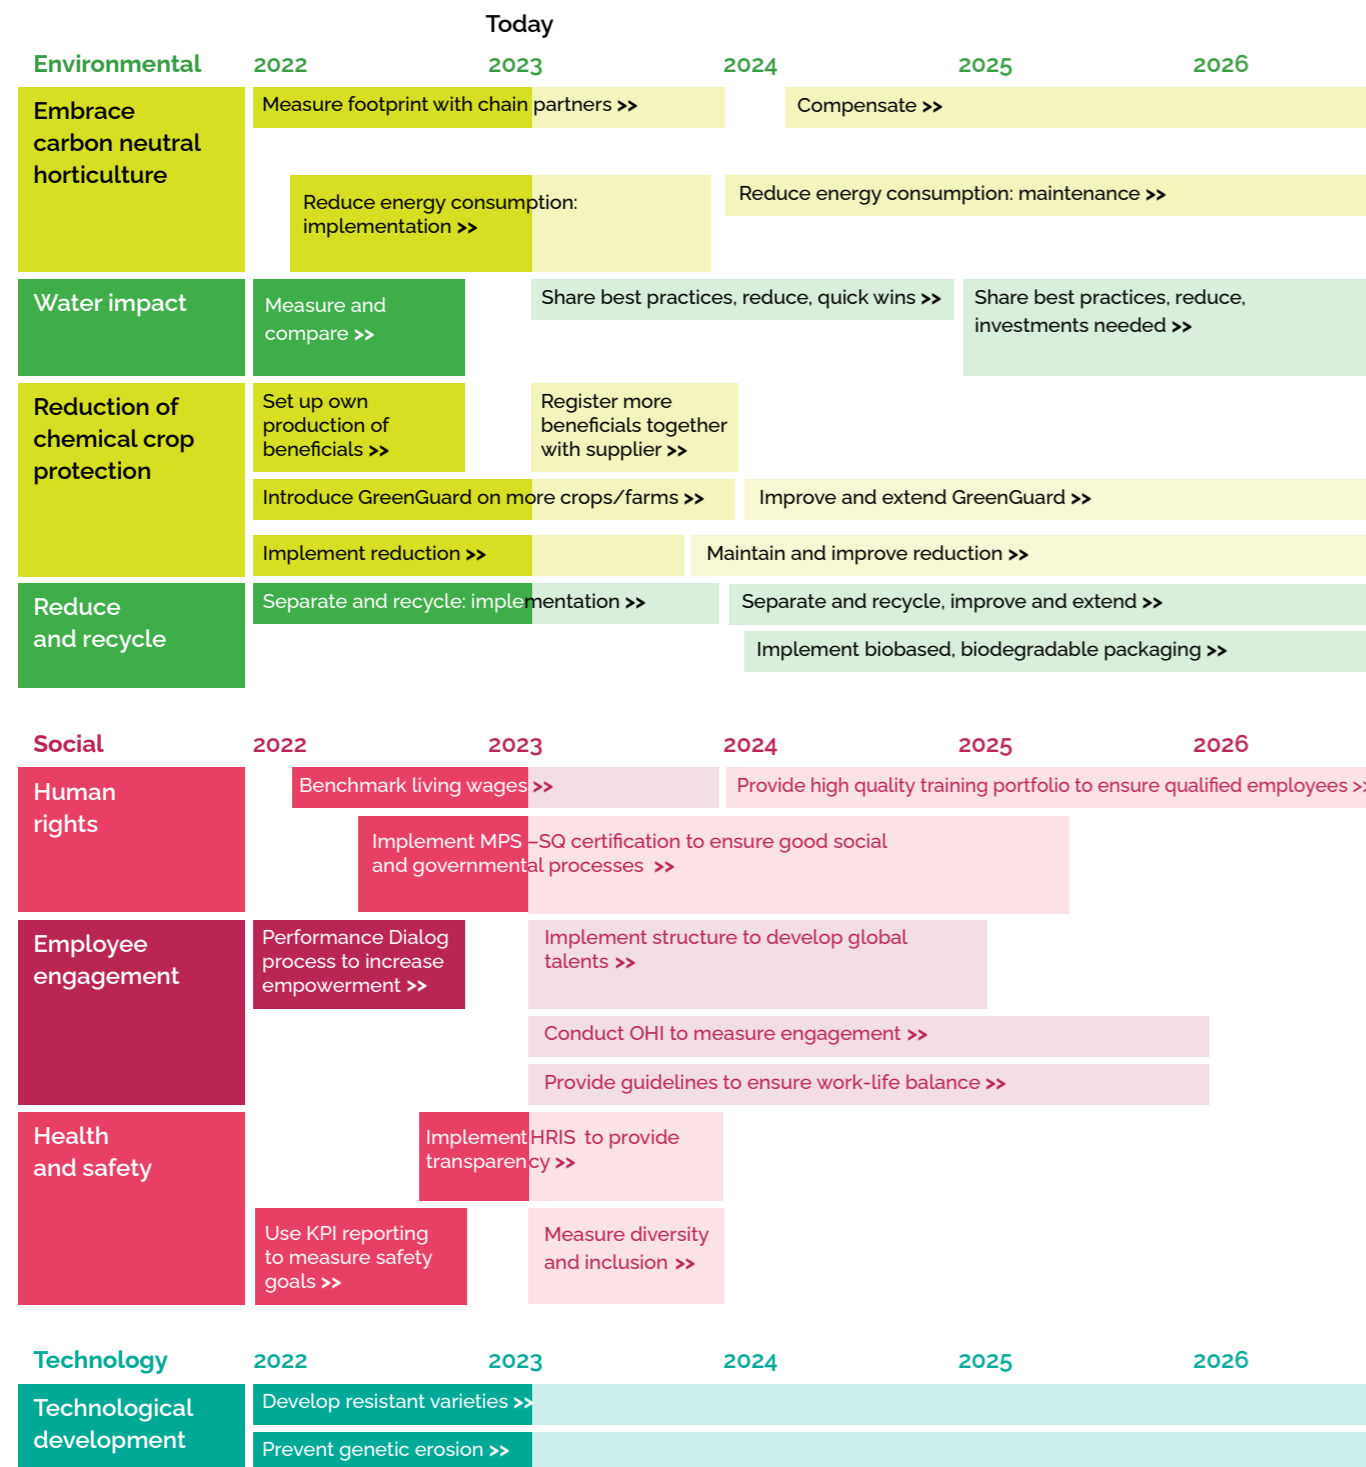 Today
Environmental 2022 2023 2024 2025 2026
Embrace
carbon neutral
horticulture
Measure footprint with chain partners >>
Compensate >>
Reduce energy consumption:
implementation >>
Reduce energy consumption: maintenance >>
Water impact
Measure and
compare >>
Share best practices, reduce, quick wins >>
Share best practices, reduce,
investments needed >>
Reduction of
chemical crop
protection
Set up own
production of
beneficials >>
Register more
beneficials together
with supplier >>
Introduce GreenGuard on more crops/farms >>
Improve and extend GreenGuard >>
Implement reduction >>
Maintain and improve reduction >>
Reduce
and recycle
Separate and recycle: implementation >>
Separate and recycle, improve and extend >>
Implement biobased, biodegradable packaging >>
Social 2022 2023 2024 2025 2026
Human
rights
Benchmark living wages >>
Provide high quality training portfolio to ensure qualified employees >>
Implement MPS –SQ certification to ensure good social
and governmental processes >>
Employee
engagement
Performance Dialog
process to increase
empowerment >>
Implement structure to develop global
talents >>
Conduct OHI to measure engagement >>
Provide guidelines to ensure work-life balance >>
Health
and safety
Implement HRIS to provide
transparency >>
Use KPI reporting
to measure safety
goals >>
Measure diversity
and inclusion >>
Technology 2022 2023 2024 2025 2026
Technological
development
Develop resistant varieties >>
Prevent genetic erosion >>